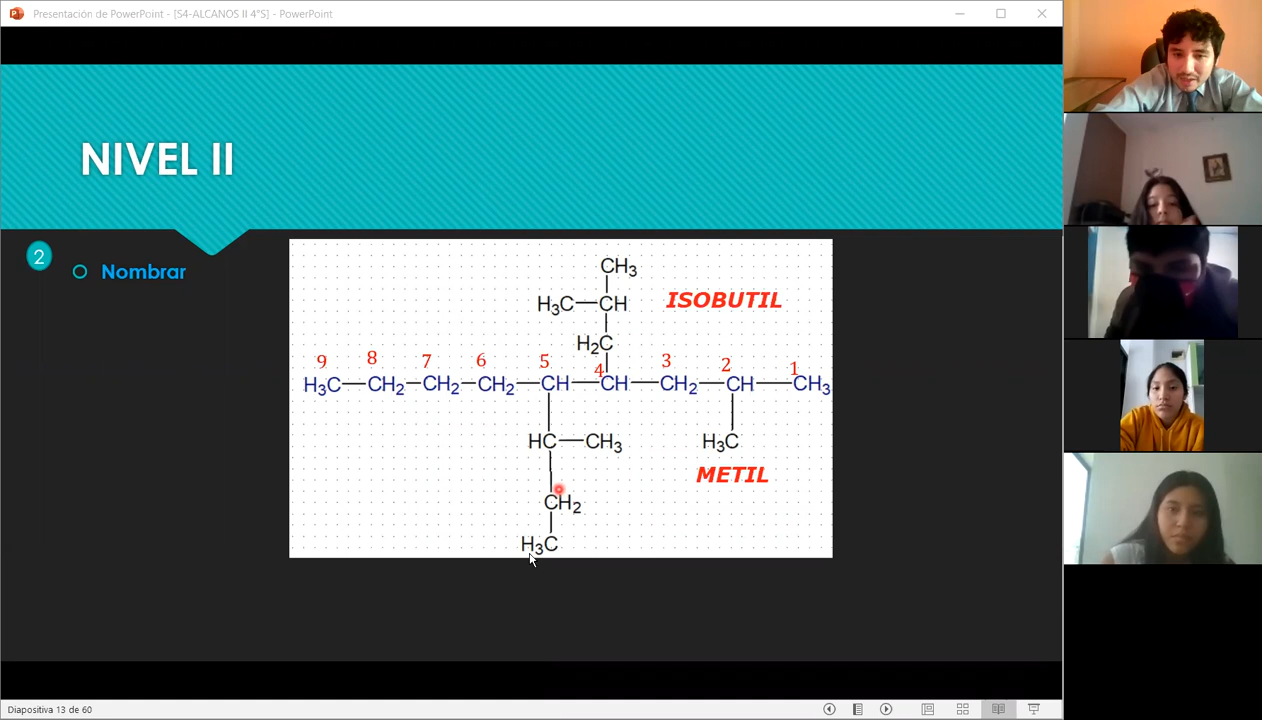 Presentación de PowerPoint - [S4-ALCANOS II 4°S] - PowerPoint
NIVEL II
2
Nombrar
CH3
H3C CH
ISOBUTIL
H2C
9 8 7 6 5 4 3 2 1
H3C CH2 CH2 CH2 CH CH CH2 CH CH3
HC CH3 H3C
METIL
CH2
H3C
Diapositiva 13 de 60